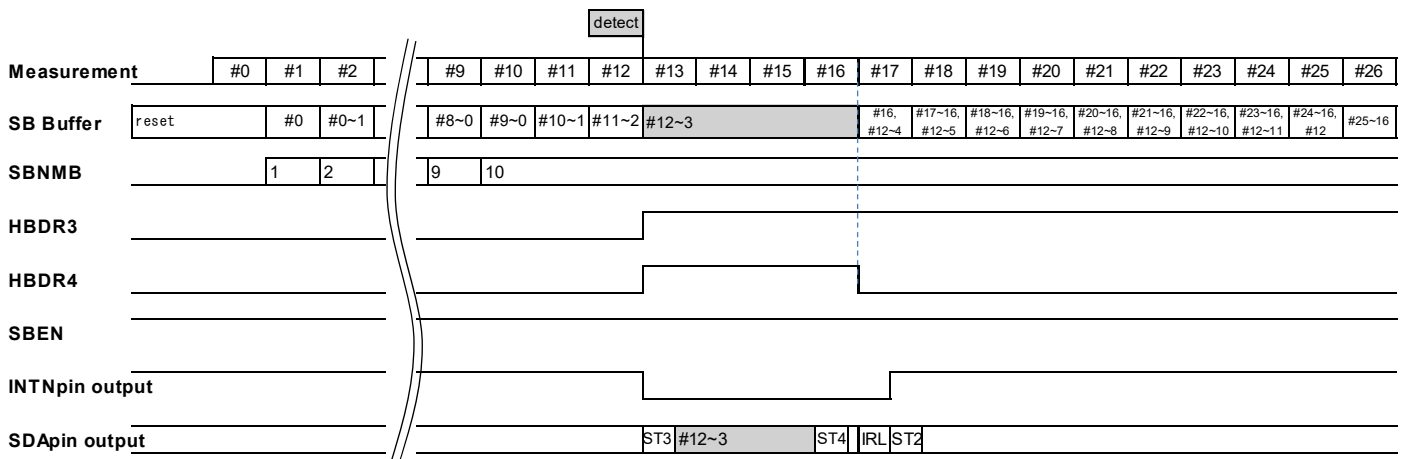 detect
Measurement #0 #1 #2 #9 #10 #11 #12 #13 #14 #15 #16 #17 #18 #19 #20 #21 #22 #23 #24 #25 #26
SB Buffer reset #0 #0~1 #8~0 #9~0 #10~1 #11~2 #12~3 #16, #12~4 #17~16, #12~5 #18~16, #12~6 #19~16, #12~7 #20~16, #12~8 #21~16, #12~9 #22~16, #12~10 #23~16, #12~11 #24~16, #12 #25~16
SBNMB 1 2 9 10
HBDR3
HBDR4
SBEN
INTNpin output
SDApin output ST3 #12~3 ST4 IRL ST2